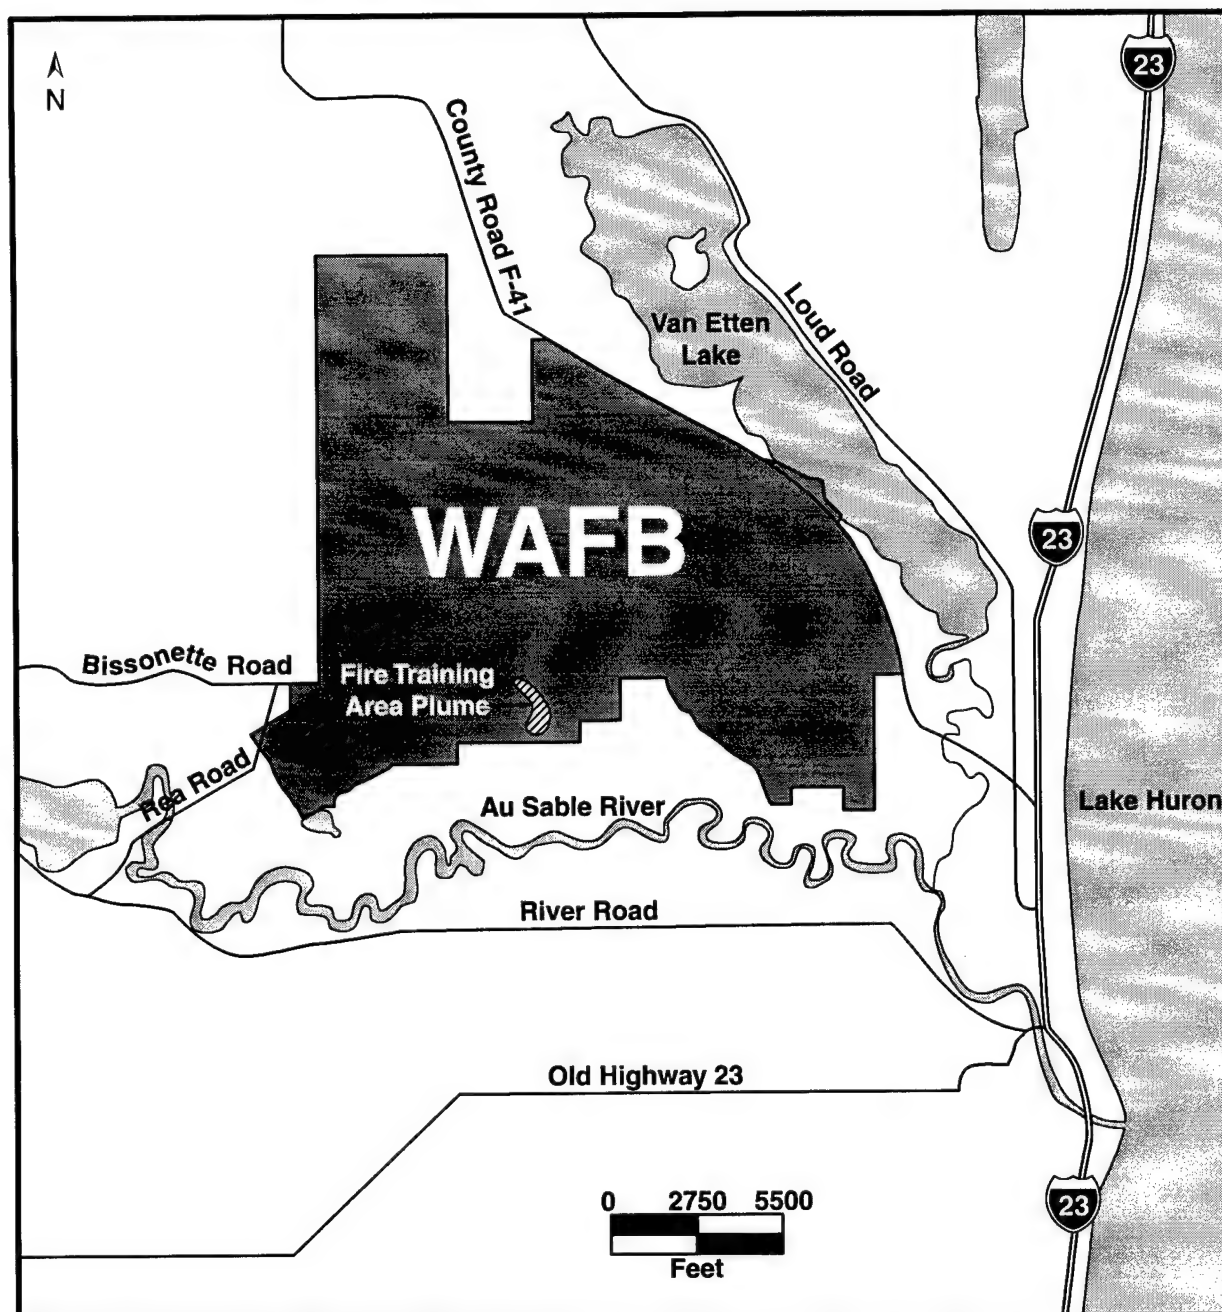 23
N
County Road F-41
Van Etten
Lake
Loud Road
WAFB
23
Bissonette Road
Fire Training
Area Plume
Rea Road
Au Sable River
Lake Huron
River Road
Old Highway 23
0 2750 5500
Feet
23